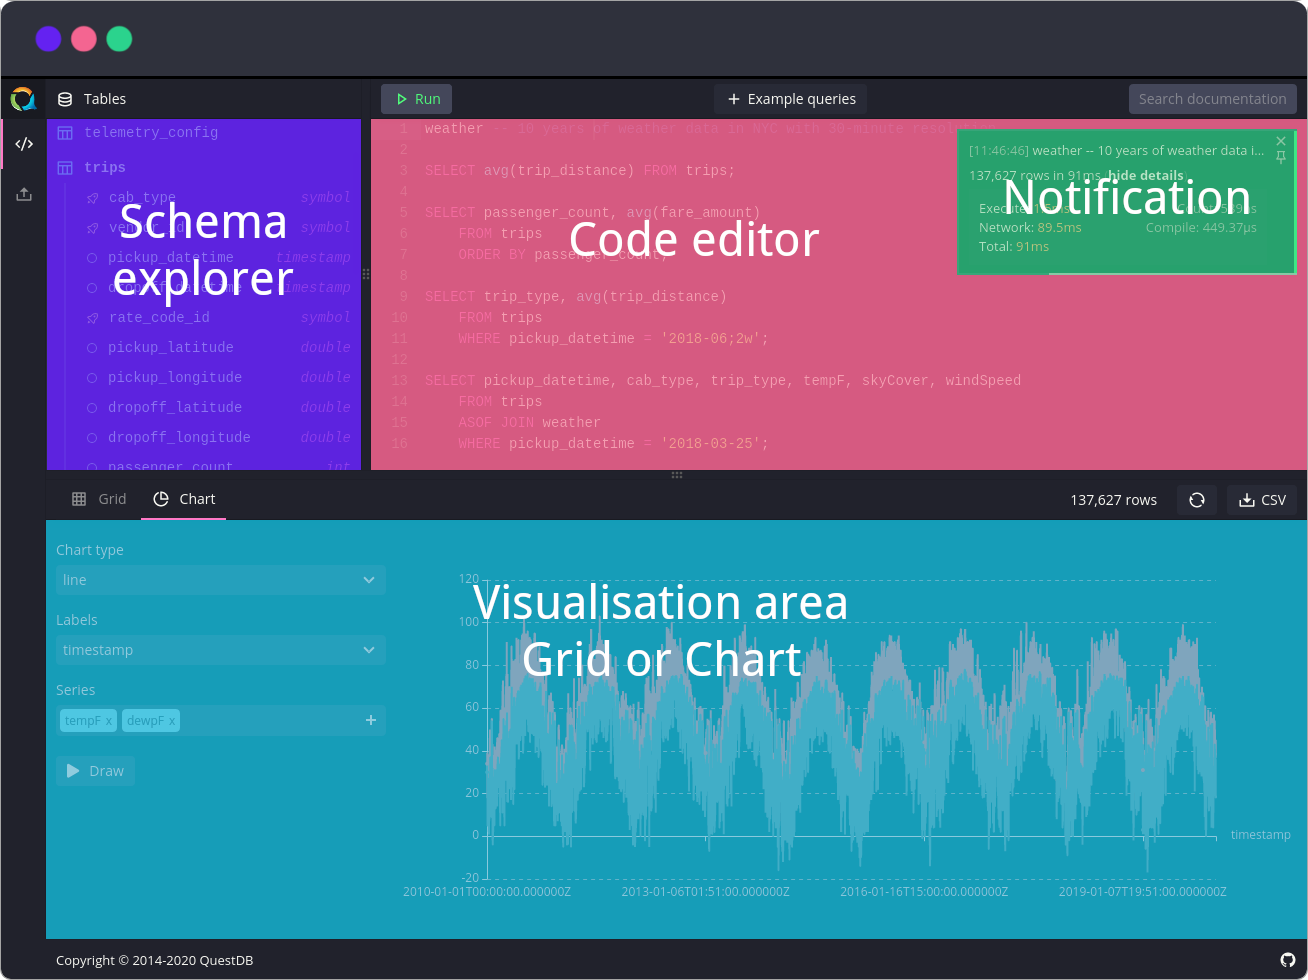 Tables
Run
Example queries
Search documentation
telemetry_config
trips
cab_type symbol
symbol
pickup_datetime timestamp
dropoff_datetime timestamp
rate_code_id symbol
pickup_latitude double
pickup_longitude double
dropoff_latitude double
dropoff_longitude double
passenger_count int
Schema
explorer
1 weather -- 10 years of weather data in NYC with 30-minute resolution
2
3 SELECT avg(trip_distance) FROM trips;
4
5 SELECT passenger_count, avg(fare_amount)
6 FROM trips
7 ORDER BY passenger_count;
8
9 SELECT trip_type, avg(trip_distance)
10 FROM trips
11 WHERE pickup_datetime = '2018-06;2w';
12
13 SELECT pickup_datetime, cab_type, trip_type, tempF, skyCover, windSpeed
14 FROM trips
15 ASOF JOIN weather
16 WHERE pickup_datetime = '2018-03-25';
Code editor
[11:46:46] weather -- 10 years of weather data i...
137,627 rows in 91ms hide details
Execute:
Network: 89.5ms Compile: 449.37µs
Total: 91ms
Notification
Grid
Chart
137,627 rows
CSV
Chart type
line
Labels
timestamp
Series
tempF x dewpF x +
Draw
Visualisation area
Grid or Chart
120
100
80
60
40
20
0
-20
timestamp
2010-01-01T00:00:00.000000Z
2013-01-06T01:51:00.000000Z
2016-01-16T15:00:00.000000Z
2019-01-07T19:51:00.000000Z
Copyright © 2014-2020 QuestDB